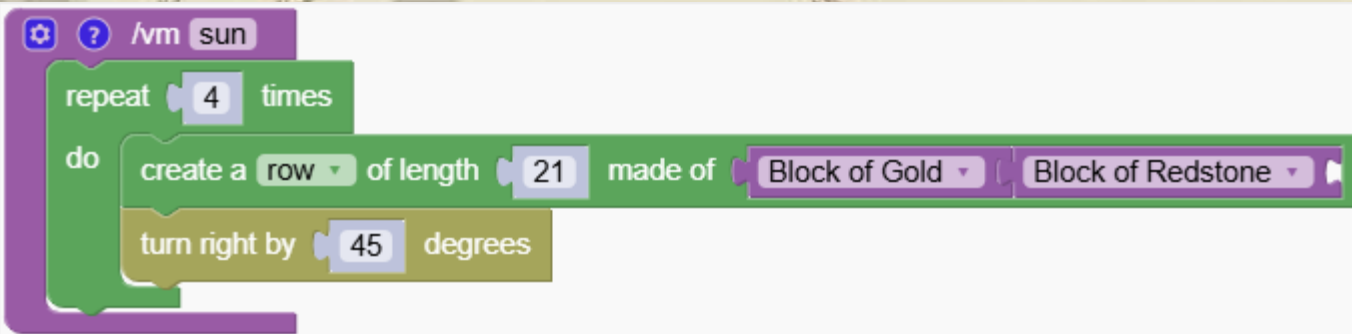 ? /vm sun
repeat 4 times
do create a row of length 21 made of Block of Gold Block of Redstone
turn right by 45 degrees